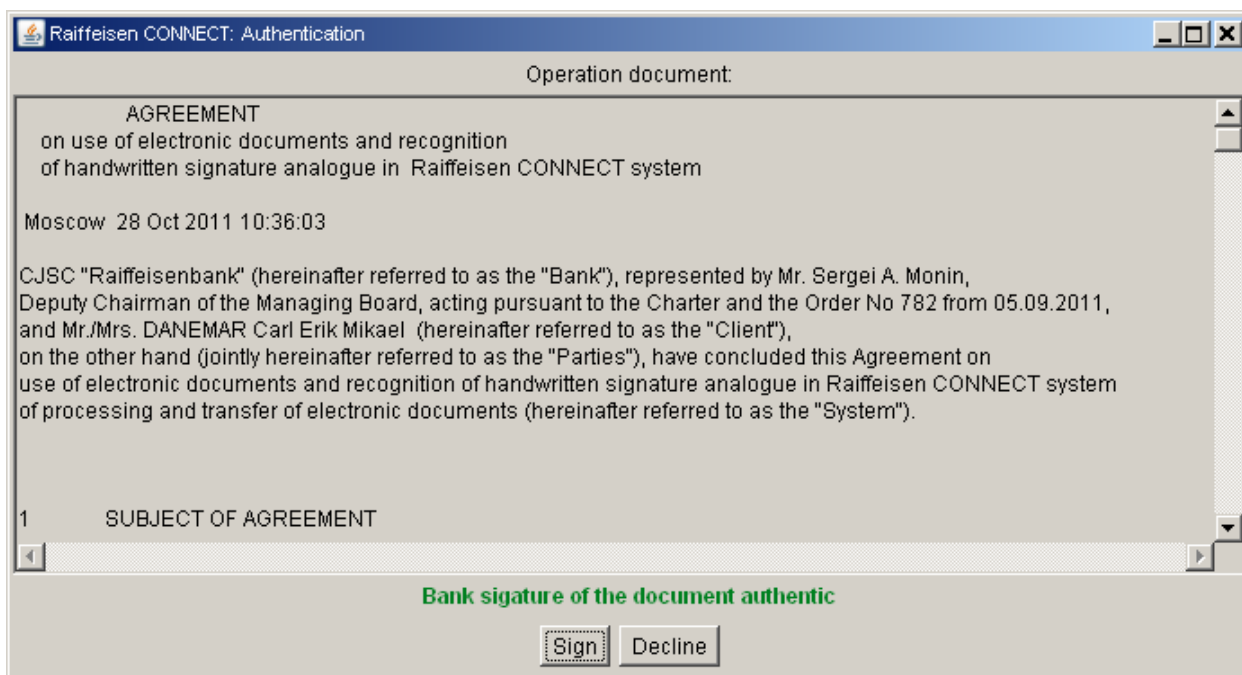 Raiffeisen CONNECT: Authentication
Operation document:
AGREEMENT
on use of electronic documents and recognition
of handwritten signature analogue in Raiffeisen CONNECT system
Moscow 28 Oct 2011 10:36:03
CJSC "Raiffeisenbank" (hereinafter referred to as the "Bank"), represented by Mr. Sergei A. Monin,
Deputy Chairman of the Managing Board, acting pursuant to the Charter and the Order No 782 from 05.09.2011,
and Mr./Mrs. DANEMAR Carl Erik Mikael (hereinafter referred to as the "Client"),
on the other hand (jointly hereinafter referred to as the "Parties"), have concluded this Agreement on
use of electronic documents and recognition of handwritten signature analogue in Raiffeisen CONNECT system
of processing and transfer of electronic documents (hereinafter referred to as the "System").
1 SUBJECT OF AGREEMENT
Bank sigature of the document authentic
Sign Decline